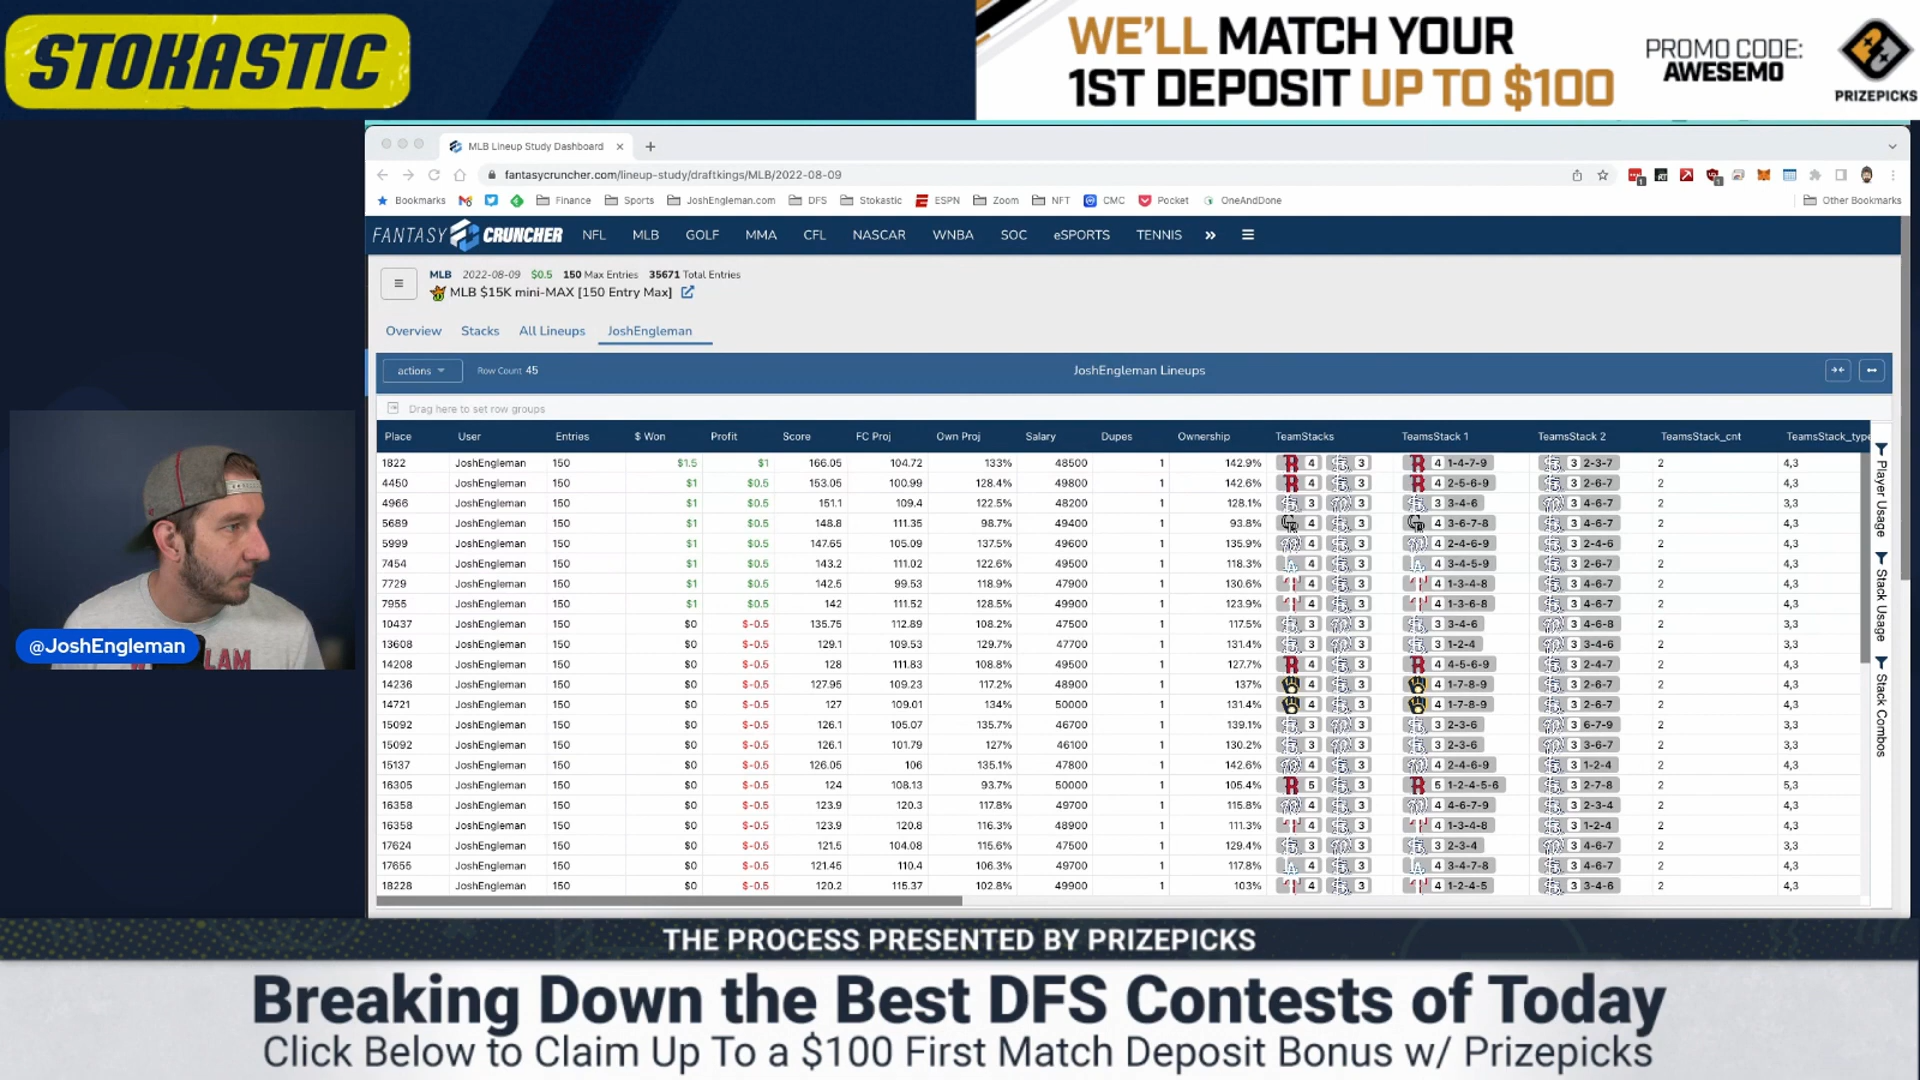 STOKASTIC
WE'LL MATCH YOUR
1ST DEPOSIT UP TO $100
PROMO CODE:
AWESEMO
PRIZEPICKS
MLB Lineup Study Dashboard
fantasycruncher.com/lineup-study/draftkings/MLB/2022-08-09
Bookmarks Finance Sports JoshEngleman.com DFS Stokastic ESPN Zoom NFT CMC Pocket OneAndDone Other Bookmarks
FANTASY CRUNCHER NFL MLB GOLF MMA CFL NASCAR WNBA SOC eSPORTS TENNIS
MLB 2022-08-09 $0.5 150 Max Entries 35671 Total Entries
MLB $15K mini-MAX [150 Entry Max]
Overview Stacks All Lineups JoshEngleman
actions Row Count 45 JoshEngleman Lineups
Drag here to set row groups
Place User Entries $ Won Profit Score FC Proj Own Proj Salary Dupes Ownership TeamStacks TeamsStack 1 TeamsStack 2 TeamsStack_cnt TeamsStack_type
1822 JoshEngleman 150 $1.5 $1 166.05 104.72 133% 48500 1 142.9% 4 3 4 1-4-7-9 3 2-3-7 2 4,3
4450 JoshEngleman 150 $1 $0.5 153.05 100.99 128.4% 49800 1 142.6% 4 3 4 2-5-6-9 3 2-6-7 2 4,3
4966 JoshEngleman 150 $1 $0.5 151.1 109.4 122.5% 48200 1 128.1% 3 3 3 3-4-6 3 4-6-7 2 3,3
5689 JoshEngleman 150 $1 $0.5 148.8 111.35 98.7% 49400 1 93.8% 4 3 4 3-6-7-8 3 4-6-7 2 4,3
5999 JoshEngleman 150 $1 $0.5 147.65 105.09 137.5% 49600 1 135.9% 4 3 4 2-4-6-9 3 2-4-6 2 4,3
7454 JoshEngleman 150 $1 $0.5 143.2 111.02 122.6% 49500 1 118.3% 4 3 4 3-4-5-9 3 2-6-7 2 4,3
7729 JoshEngleman 150 $1 $0.5 142.6 99.53 118.9% 47900 1 130.6% 4 3 4 1-3-4-8 3 4-6-7 2 4,3
7955 JoshEngleman 150 $1 $0.5 142 111.52 128.5% 49900 1 123.9% 4 3 4 1-3-6-8 3 4-6-7 2 4,3
10437 JoshEngleman 150 $0 $-0.5 135.75 112.89 108.2% 47500 1 117.5% 3 3 3 3-4-6 3 4-6-8 2 4,3
13608 JoshEngleman 150 $0 $-0.5 129.1 109.53 129.7% 47700 1 131.4% 3 3 3 1-2-4 3 3-4-6 2 3,3
14208 JoshEngleman 150 $0 $-0.5 128 111.83 108.8% 49500 1 127.7% 4 3 4 4-5-6-9 3 2-4-7 2 4,3
14236 JoshEngleman 150 $0 $-0.5 127.95 109.23 117.2% 48900 1 137% 4 3 4 1-7-8-9 3 2-6-7 2 4,3
14721 JoshEngleman 150 $0 $-0.5 127 109.01 134% 50000 1 131.4% 4 3 4 1-7-8-9 3 2-6-7 2 4,3
15092 JoshEngleman 150 $0 $-0.5 126.1 105.07 135.7% 46700 1 139.1% 3 3 3 2-3-6 3 6-7-9 2 3,3
15092 JoshEngleman 150 $0 $-0.5 126.1 101.79 127% 46100 1 130.2% 3 3 3 2-3-6 3 3-6-7 2 3,3
15137 JoshEngleman 150 $0 $-0.5 126.05 106 135.1% 47800 1 142.6% 4 3 4 2-4-6-9 3 1-2-4 2 4,3
16305 JoshEngleman 150 $0 $-0.5 124 108.13 93.7% 50000 1 105.4% 5 3 5 1-2-4-5-6 3 2-7-8 2 5,3
16358 JoshEngleman 150 $0 $-0.5 123.9 120.3 117.8% 49700 1 115.8% 4 3 4 4-6-7-9 3 2-3-4 2 4,3
16358 JoshEngleman 150 $0 $-0.5 123.9 120.8 116.3% 48900 1 111.3% 4 3 4 1-3-4-8 3 1-2-4 2 4,3
17624 JoshEngleman 150 $0 $-0.5 121.5 104.08 115.6% 47500 1 129.4% 3 3 3 2-3-4 3 4-6-7 2 3,3
17655 JoshEngleman 150 $0 $-0.5 121.45 110.4 106.3% 49700 1 117.8% 4 3 4 3-4-7-8 3 4-6-7 2 4,3
18228 JoshEngleman 150 $0 $-0.5 120.2 115.37 102.8% 49900 1 103% 4 3 4 1-2-4-5 3 3-4-6 2 4,3
Player Usage
Stack Usage
Stack Combos
@JoshEngleman
LAM
THE PROCESS PRESENTED BY PRIZEPICKS
Breaking Down the Best DFS Contests of Today
Click Below to Claim Up To a $100 First Match Deposit Bonus w/ Prizepicks